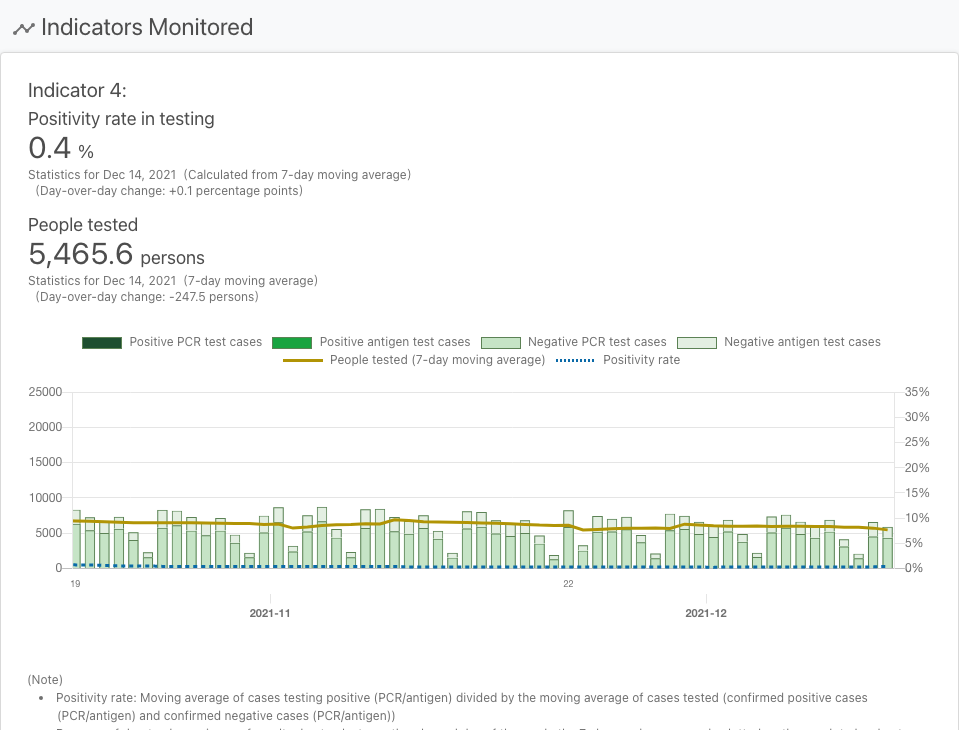 Indicators Monitored
Indicator 4:
Positivity rate in testing
0.4 %
Statistics for Dec 14, 2021 (Calculated from 7-day moving average)
(Day-over-day change: +0.1 percentage points)
People tested
5,465.6 persons
Statistics for Dec 14, 2021 (7-day moving average)
(Day-over-day change: -247.5 persons)
Positive PCR test cases Positive antigen test cases Negative PCR test cases Negative antigen test cases
People tested (7-day moving average) Positivity rate
25000 35%
30%
20000
25%
15000 20%
10000 15%
10%
5000 5%
0 0%
19 22
2021-11 2021-12
(Note)
• Positivity rate: Moving average of cases testing positive (PCR/antigen) divided by the moving average of cases tested (confirmed positive cases
(PCR/antigen) and confirmed negative cases (PCR/antigen))